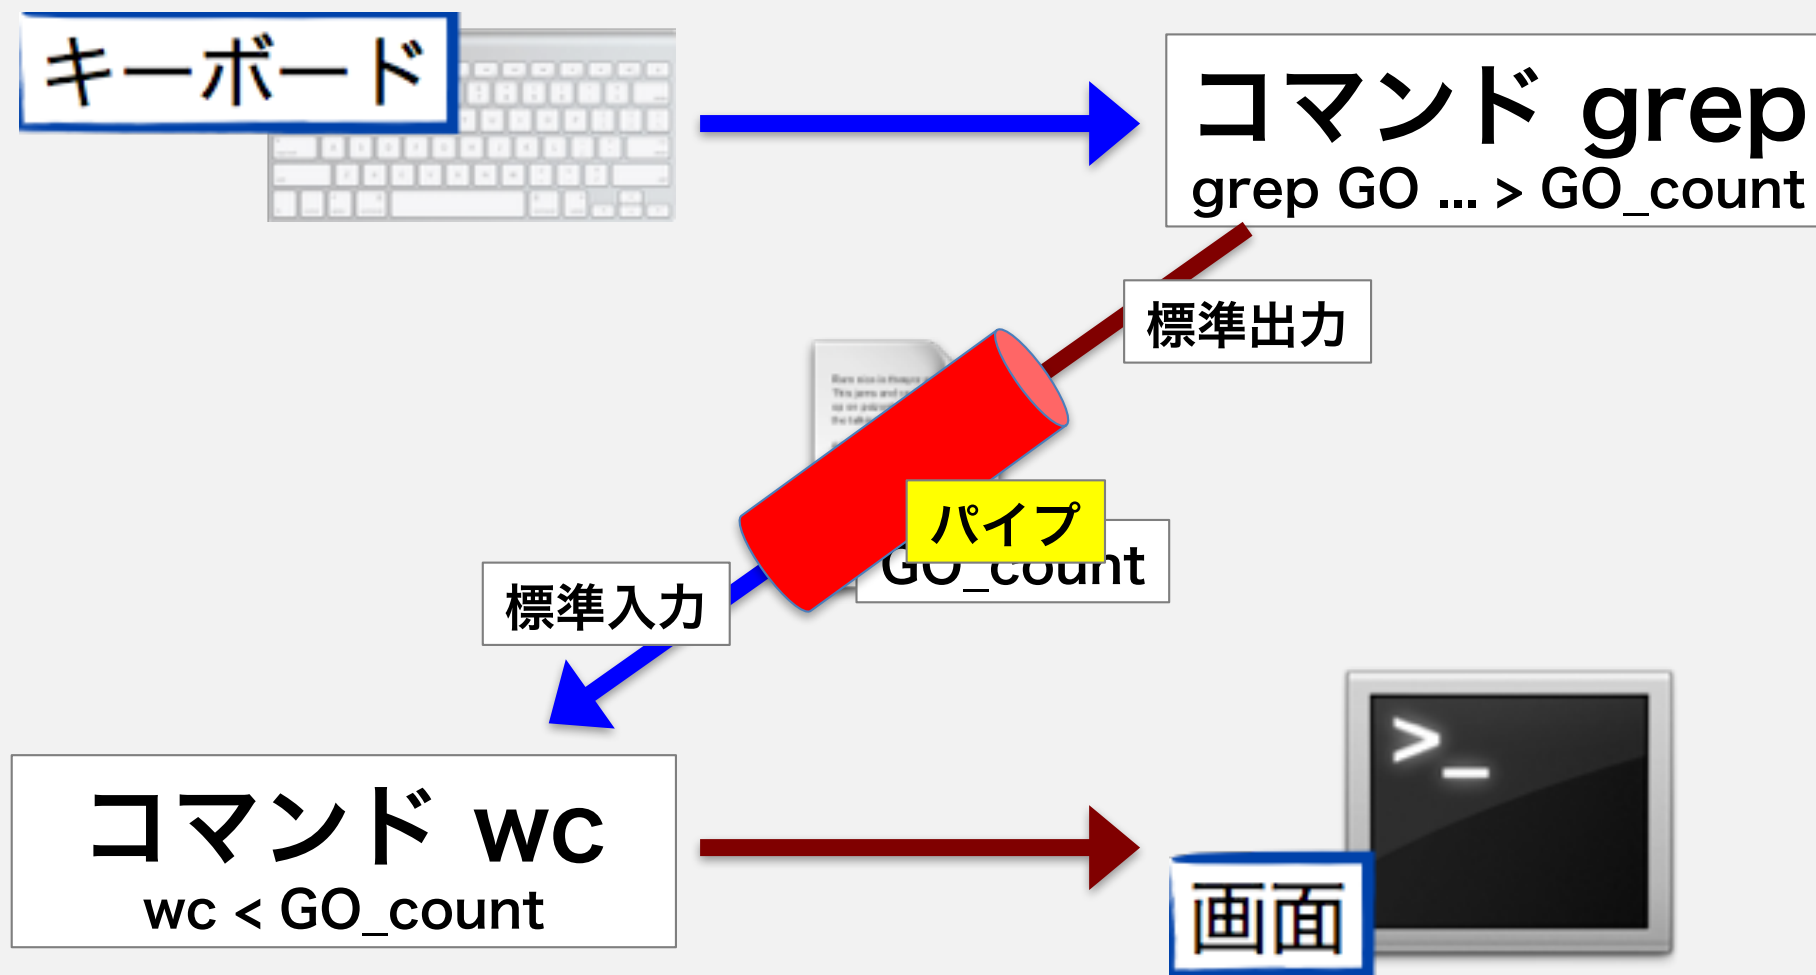 キーボード
コマンド grep
grep GO ... > GO_count
標準出力
パイプ
GO_count
標準入力
コマンド wc
wc < GO_count
>_
画面